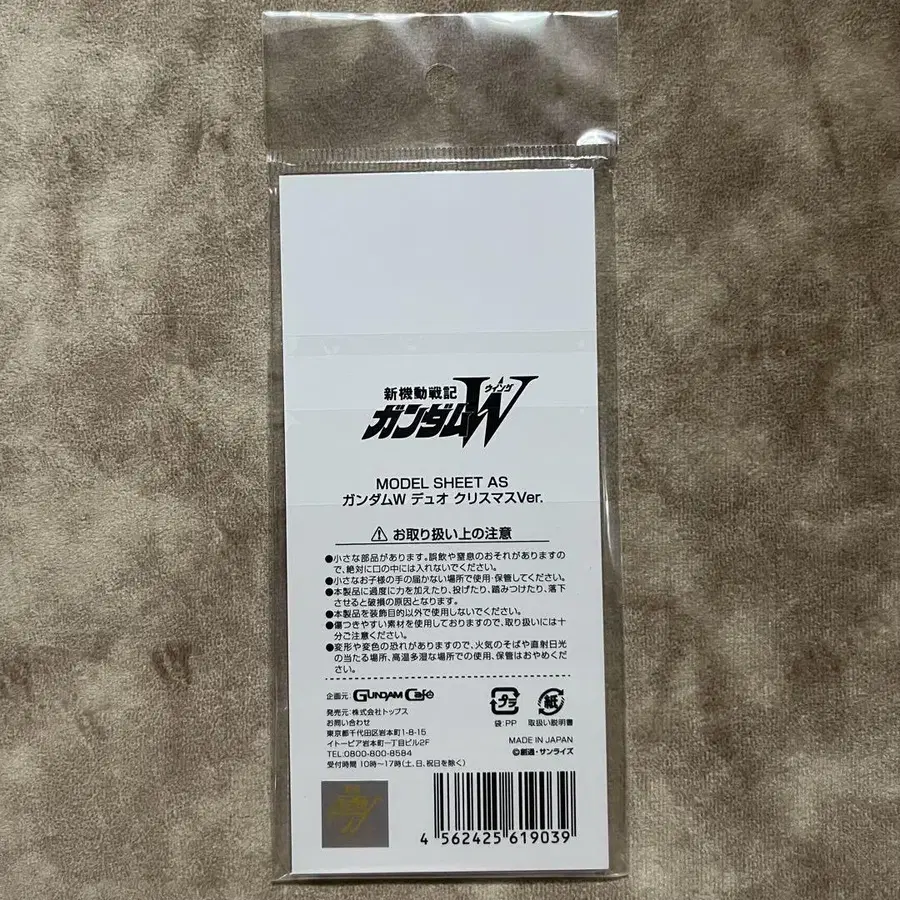 新機動戦記
ウイング
ガンダムW
MODEL SHEET AS
ガンダムW デュオ クリスマスVer.
お取り扱い上の注意
●小さな部品があります。誤飲や窒息のおそれがありますので、絶対に口の中には入れないでください。
●小さなお子様の手の届かない場所で使用・保管してください。
●本製品に過度に力を加えたり、投げたり、踏みつけたり、落下
させると破損の原因となります。
●本製品を装飾目的以外で使用しないでください。
●傷つきやすい素材を使用しておりますので、取り扱いには十
分ご注意ください。
●変形や変色の恐れがありますので、火気のそばや直射日光
の当たる場所、高温多湿な場所での使用、保管はおやめくだ
さい。
企画元: GUNDAM Café
発売元:株式会社トップス
お問い合わせ
東京都千代田区岩本町1-8-15
イトーピア岩本町一丁目ビル2F
TEL:0800-800-8584
受付時間 10時〜17時(土、日、祝日を除く)
プラ
袋:PP
紙
取扱い説明書
MADE IN JAPAN
©創通・サンライズ
4 562425 619039